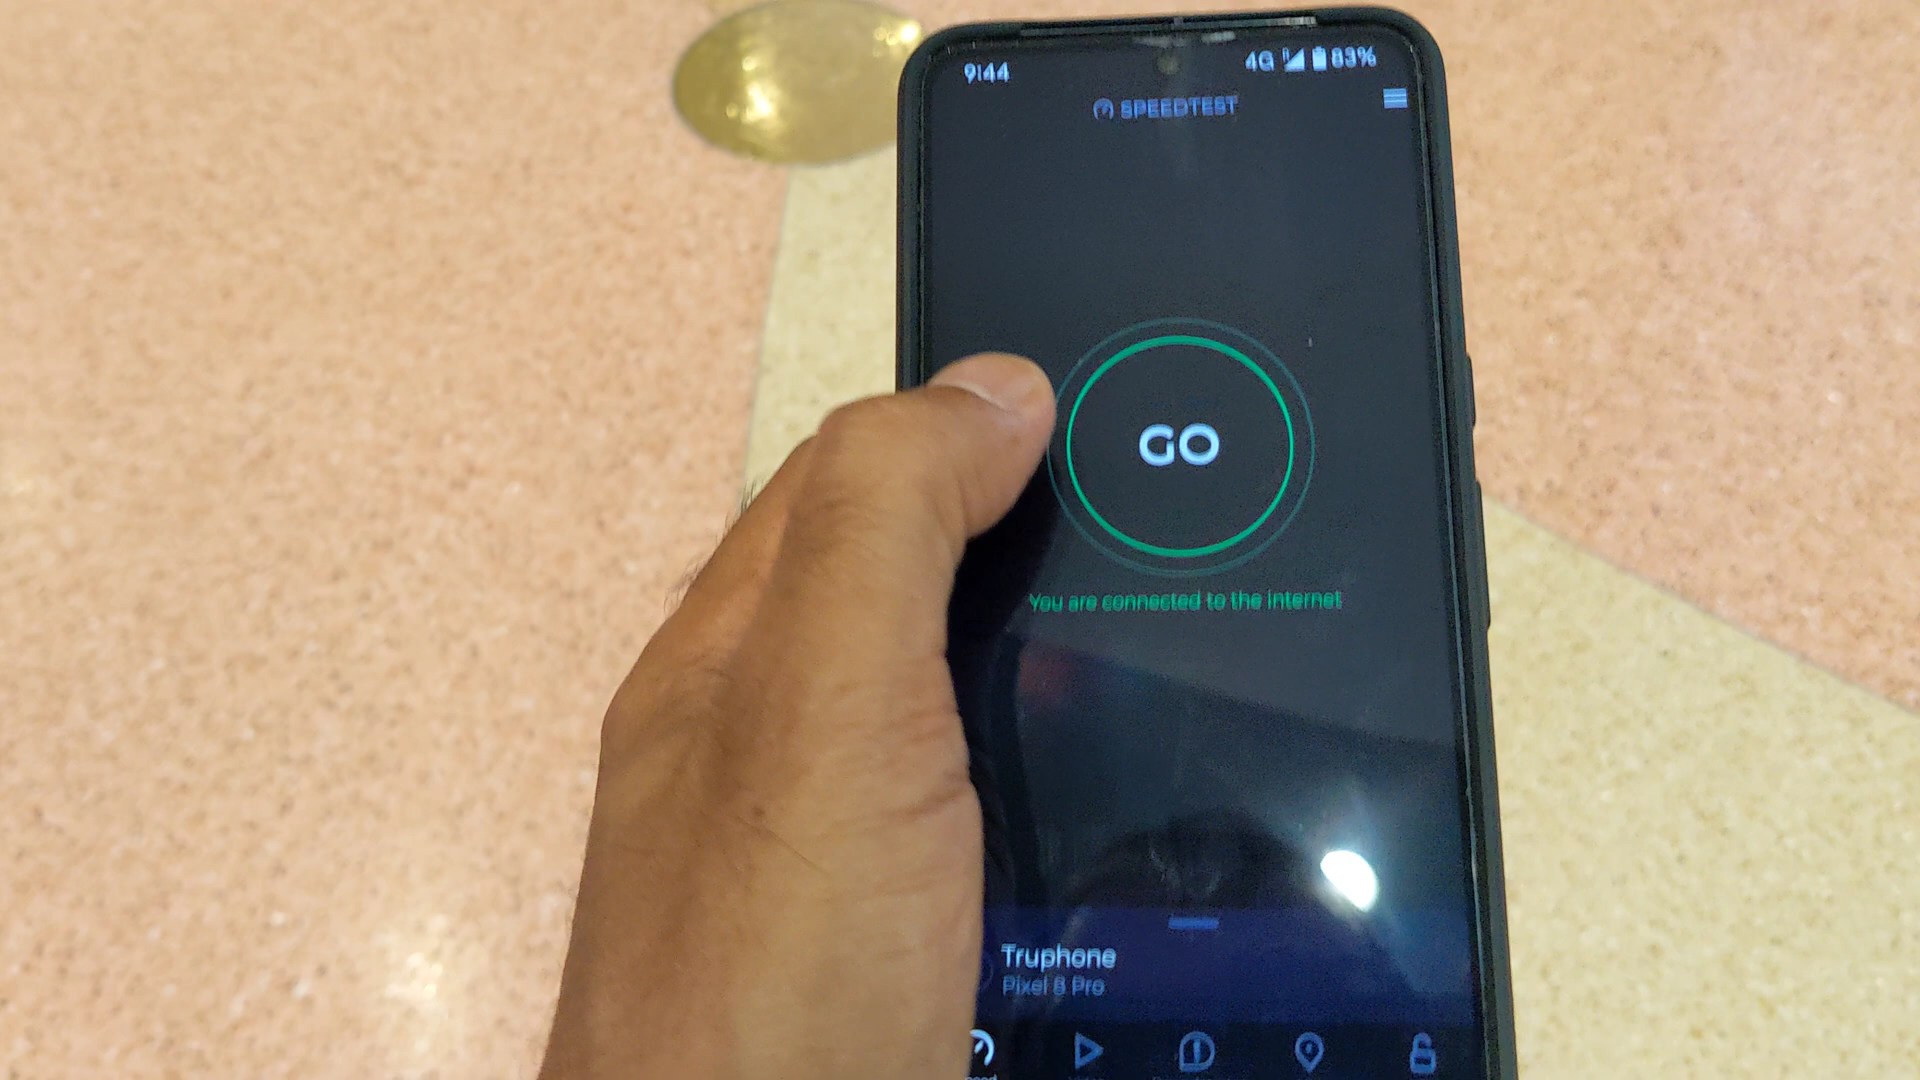 9:44
4G R 83%
SPEEDTEST
GO
You are connected to the internet
Truphone
Pixel 8 Pro